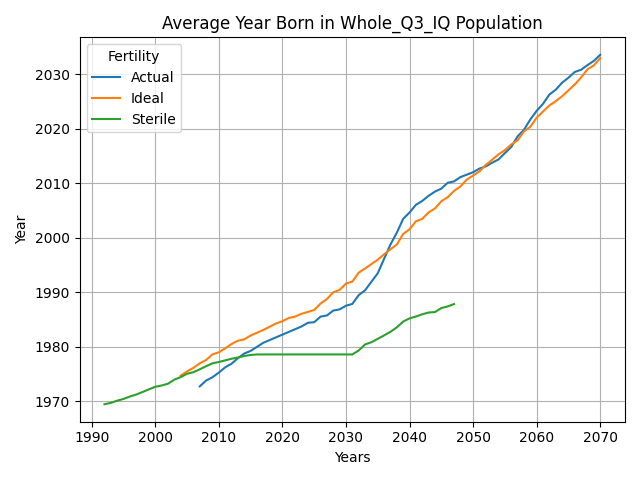 Average Year Born in Whole_Q3_IQ Population
Fertility
Actual
Ideal
Sterile
2030
2020
2010
2000
1990
1980
1970
Year
1990 2000 2010 2020 2030 2040 2050 2060 2070
Years